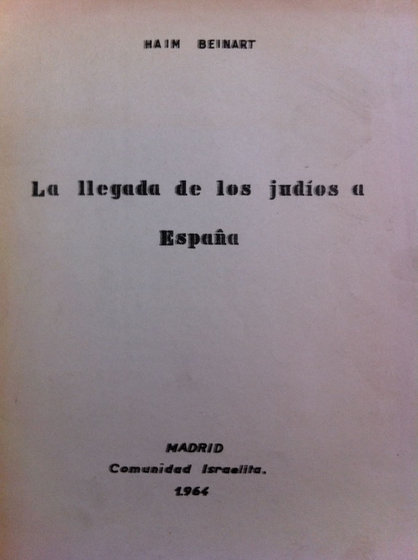 HAIM BEINART
La llegada de los judíos a
España
MADRID
Comunidad Israelita.
1964